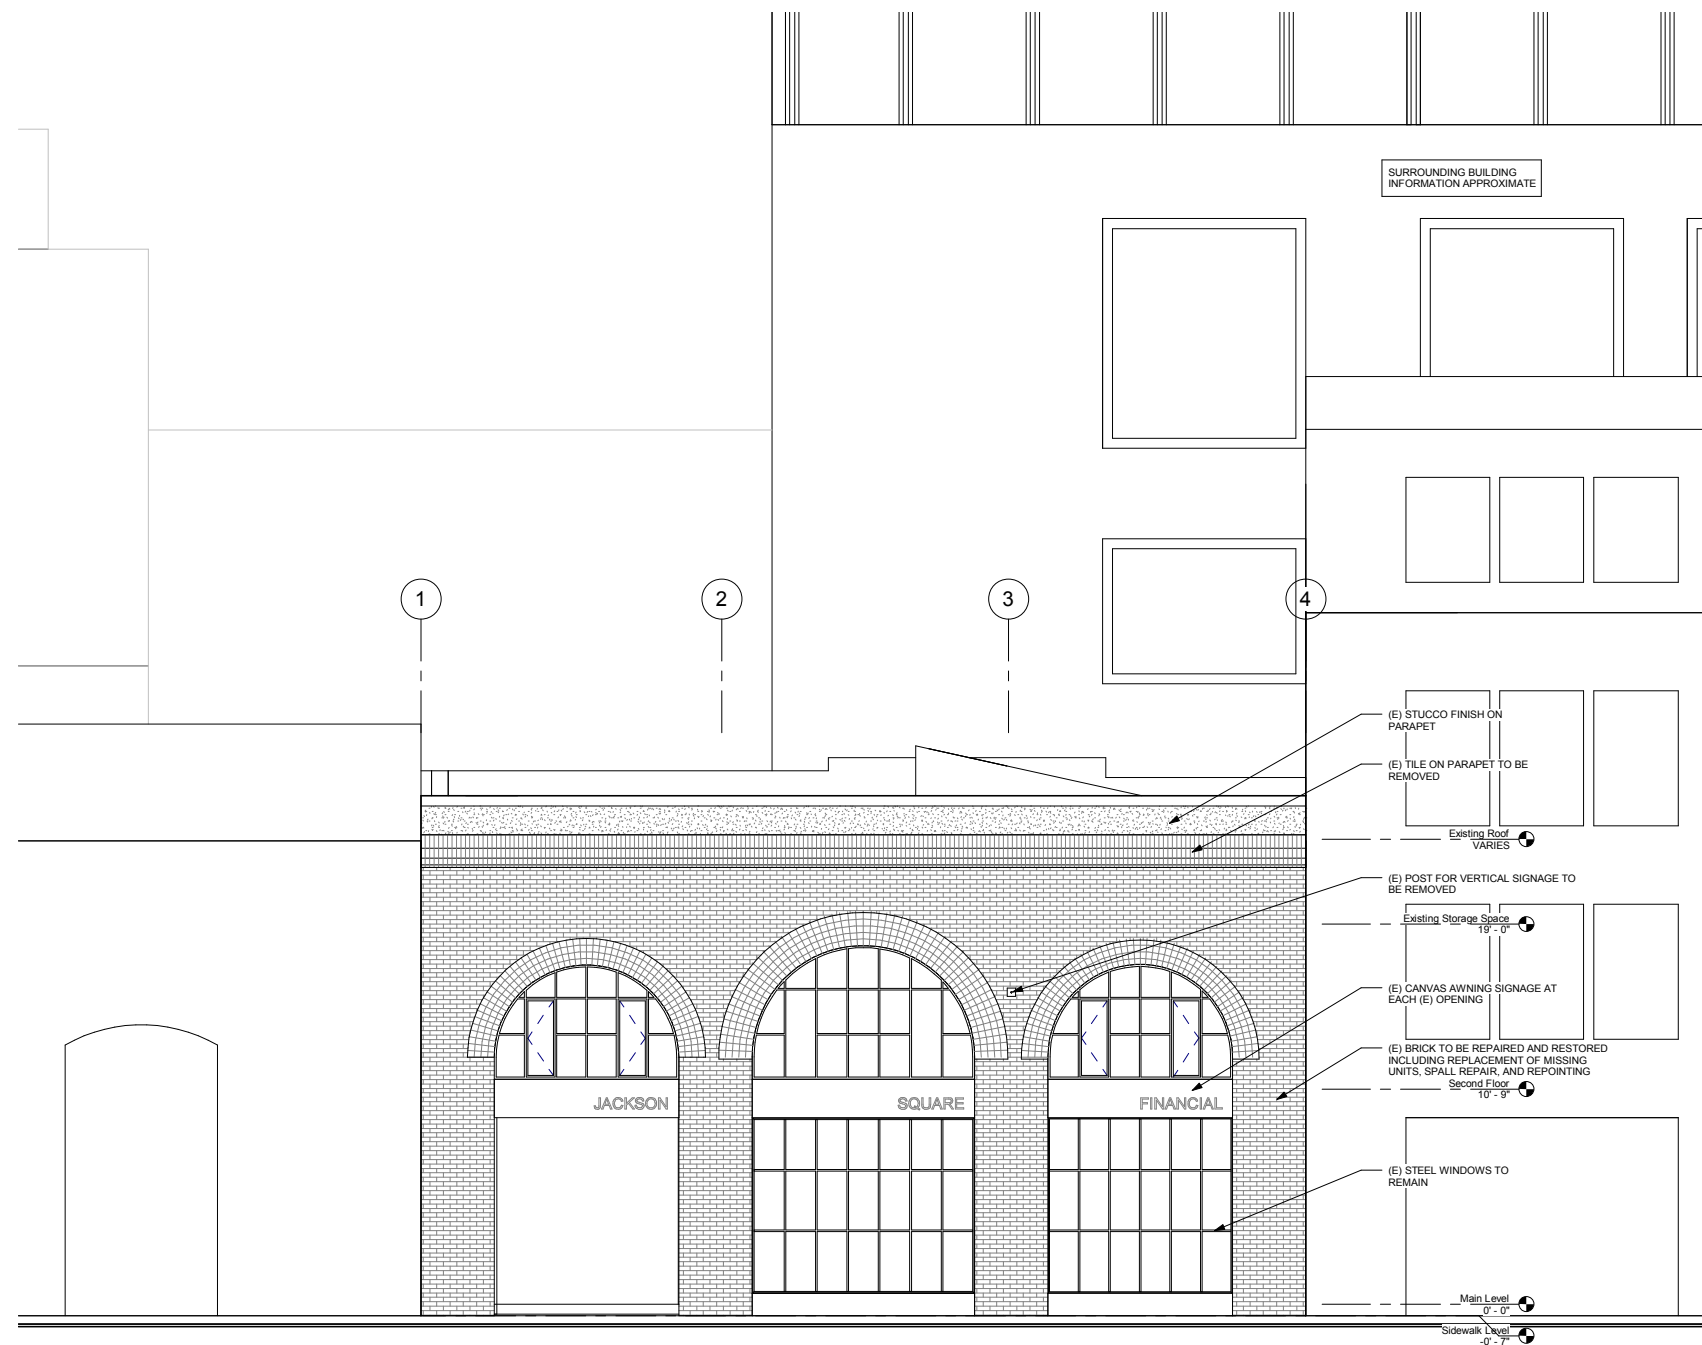 SURROUNDING BUILDING
INFORMATION APPROXIMATE
1
2
3
4
(E) STUCCO FINISH ON
PARAPET
(E) TILE ON PARAPET TO BE
REMOVED
Existing Roof
VARIES
(E) POST FOR VERTICAL SIGNAGE TO
BE REMOVED
Existing Storage Space
19' - 0"
(E) CANVAS AWNING SIGNAGE AT
EACH (E) OPENING
(E) BRICK TO BE REPAIRED AND RESTORED
INCLUDING REPLACEMENT OF MISSING
UNITS, SPALL REPAIR, AND REPOINTING
Second Floor
10' - 9"
JACKSON
SQUARE
FINANCIAL
(E) STEEL WINDOWS TO
REMAIN
Main Level
0' - 0"
Sidewalk Level
-0' - 7"